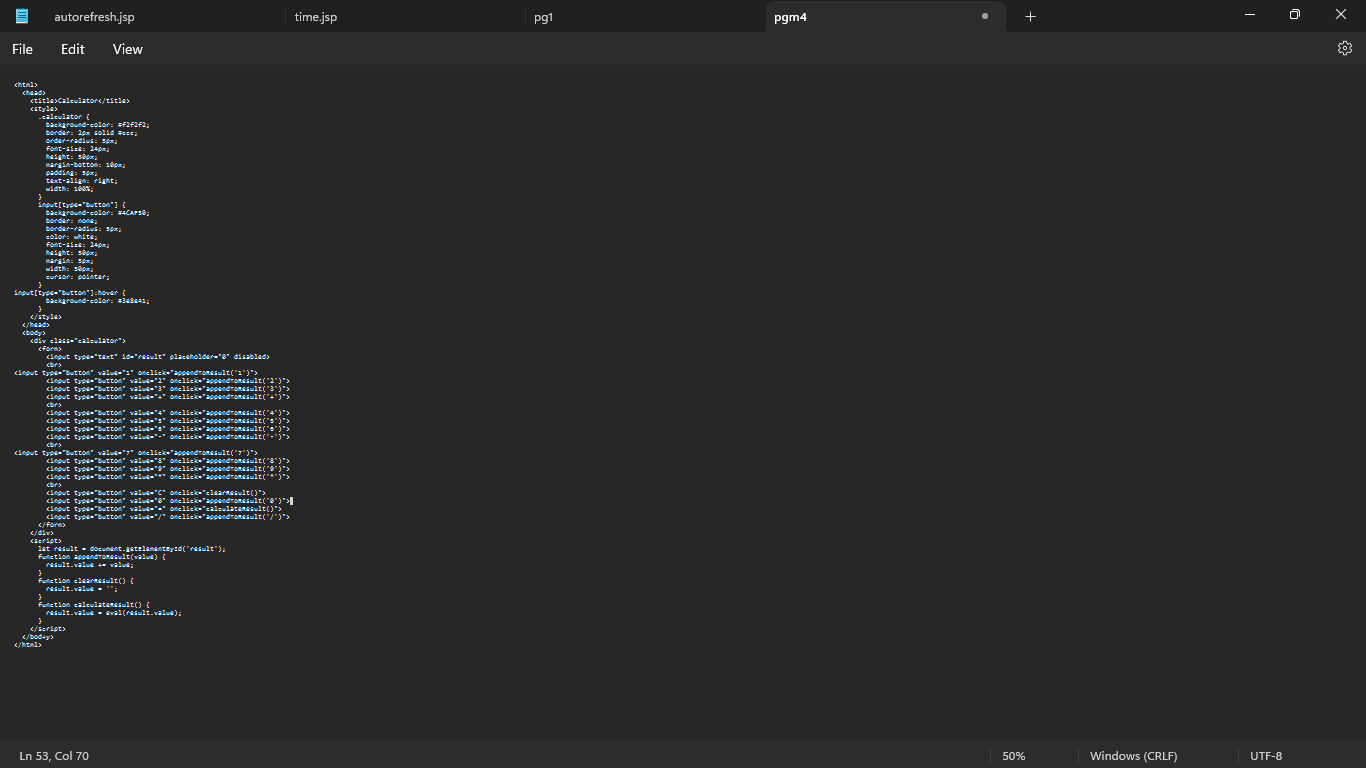 autorefresh.jsp time.jsp pg1 pgm4
File Edit View
<html>
<head>
<title>Calculator</title>
<style>
.calculator {
background-color: #f2f2f2;
border: 2px solid #ccc;
order-radius: 5px;
font-size: 24px;
height: 50px;
margin-bottom: 10px;
padding: 5px;
text-align: right;
width: 100%;
}
input[type="button"] {
background-color: #4CAF50;
border: none;
border-radius: 5px;
color: white;
font-size: 24px;
height: 50px;
margin: 5px;
width: 50px;
cursor: pointer;
}
input[type="button"]:hover {
background-color: #3e8e41;
}
</style>
</head>
<body>
<div class="calculator">
<form>
<input type="text" id="result" placeholder="0" disabled>
<br>
<input type="button" value="1" onclick="appendToResult('1')">
<input type="button" value="2" onclick="appendToResult('2')">
<input type="button" value="3" onclick="appendToResult('3')">
<input type="button" value="+" onclick="appendToResult('+')">
<br>
<input type="button" value="4" onclick="appendToResult('4')">
<input type="button" value="5" onclick="appendToResult('5')">
<input type="button" value="6" onclick="appendToResult('6')">
<input type="button" value="-" onclick="appendToResult('-')">
<br>
<input type="button" value="7" onclick="appendToResult('7')">
<input type="button" value="8" onclick="appendToResult('8')">
<input type="button" value="9" onclick="appendToResult('9')">
<input type="button" value="*" onclick="appendToResult('*')">
<br>
<input type="button" value="C" onclick="clearResult()">
<input type="button" value="0" onclick="appendToResult('0')">
<input type="button" value="=" onclick="calculateResult()">
<input type="button" value="/" onclick="appendToResult('/')">
</form>
</div>
<script>
let result = document.getElementById('result');
function appendToResult(value) {
result.value += value;
}
function clearResult() {
result.value = '';
}
function calculateResult() {
result.value = eval(result.value);
}
</script>
</bod+y>
</html>
Ln 53, Col 70 50% Windows (CRLF) UTF-8